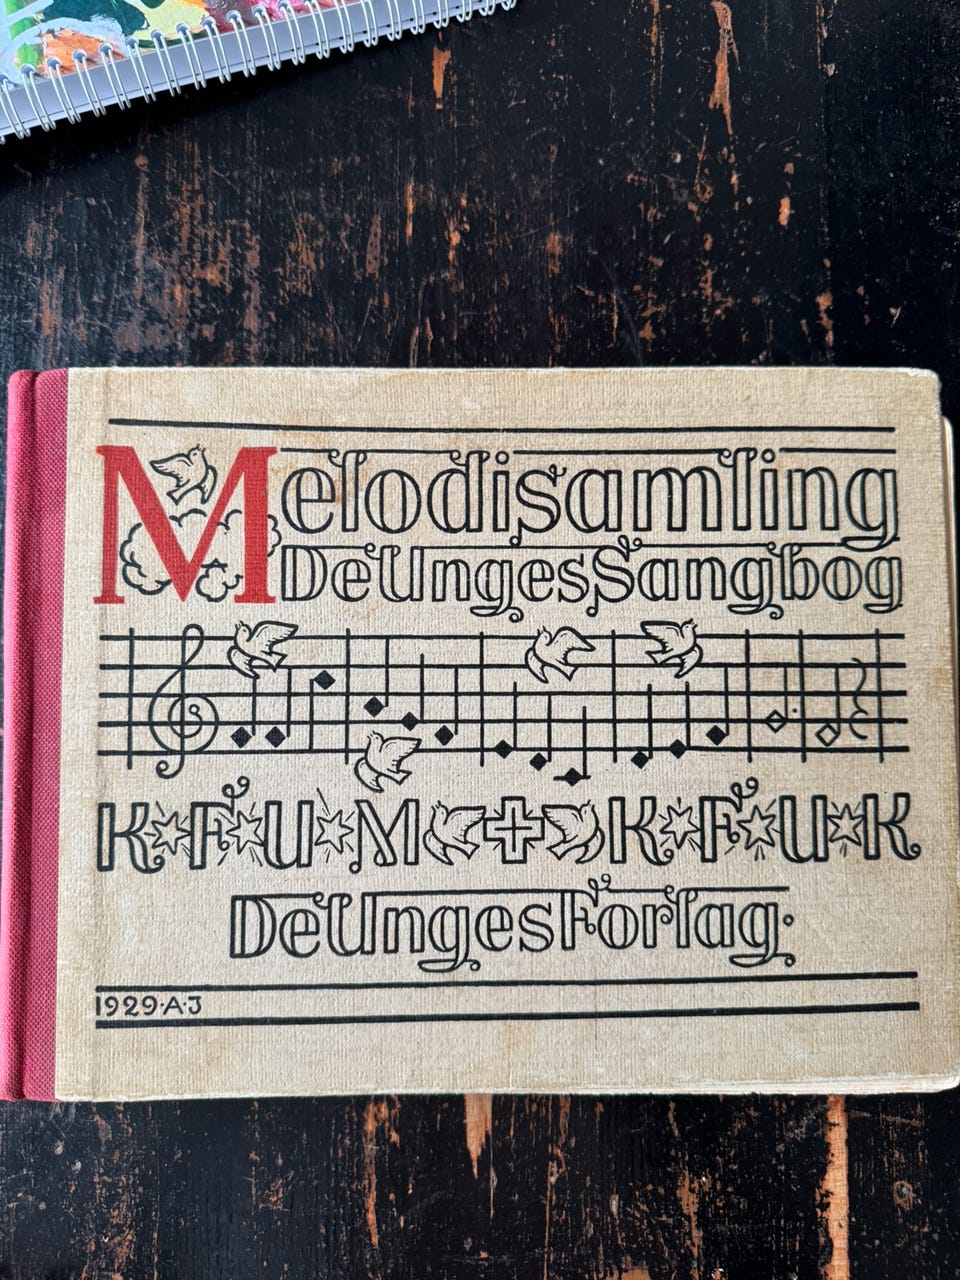 Melodisamling
De Unges Sangbog
K F U M + K F U K
De Unges Forlag.
1929·A·J